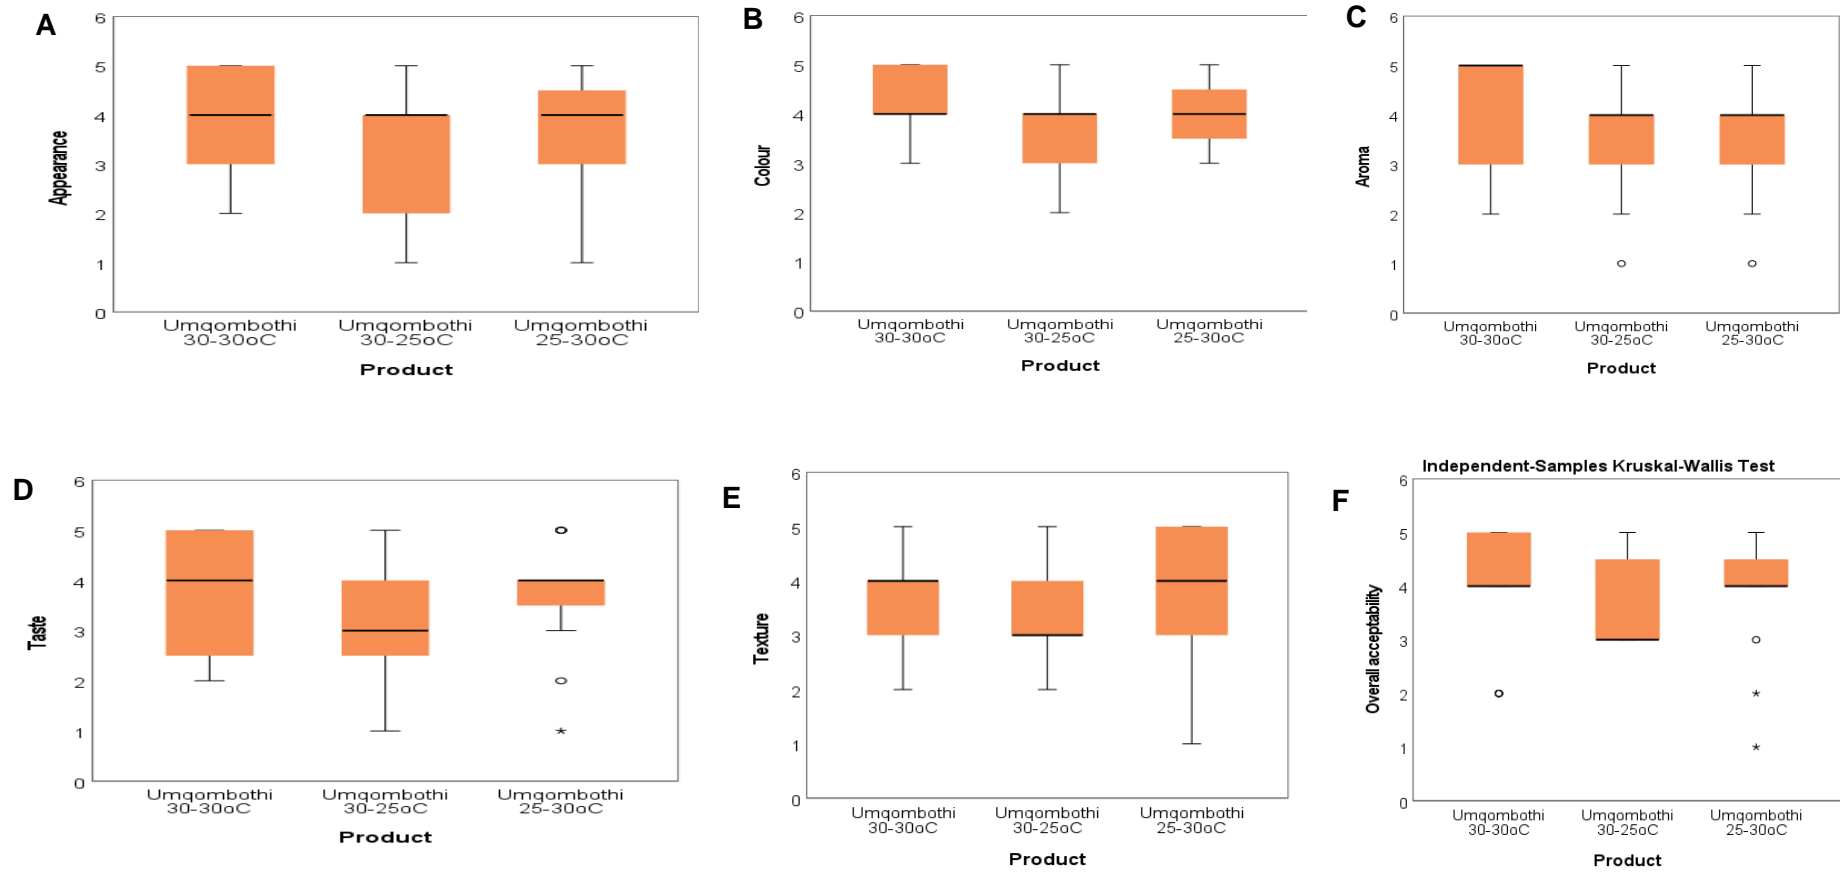 A
Appearance
6
5
4
3
2
1
0
Umqombothi
30-30oC
Umqombothi
30-25oC
Umqombothi
25-30oC
Product
B
Colour
6
5
4
3
2
1
0
Umqombothi
30-30oC
Umqombothi
30-25oC
Umqombothi
25-30oC
Product
C
Aroma
6
5
4
3
2
1
0
Umqombothi
30-30oC
Umqombothi
30-25oC
Umqombothi
25-30oC
Product
D
Taste
6
5
4
3
2
1
0
Umqombothi
30-30oC
Umqombothi
30-25oC
Umqombothi
25-30oC
Product
E
Texture
6
5
4
3
2
1
0
Umqombothi
30-30oC
Umqombothi
30-25oC
Umqombothi
25-30oC
Product
F
Independent-Samples Kruskal-Wallis Test
Overall acceptability
6
5
4
3
2
1
0
Umqombothi
30-30oC
Umqombothi
30-25oC
Umqombothi
25-30oC
Product